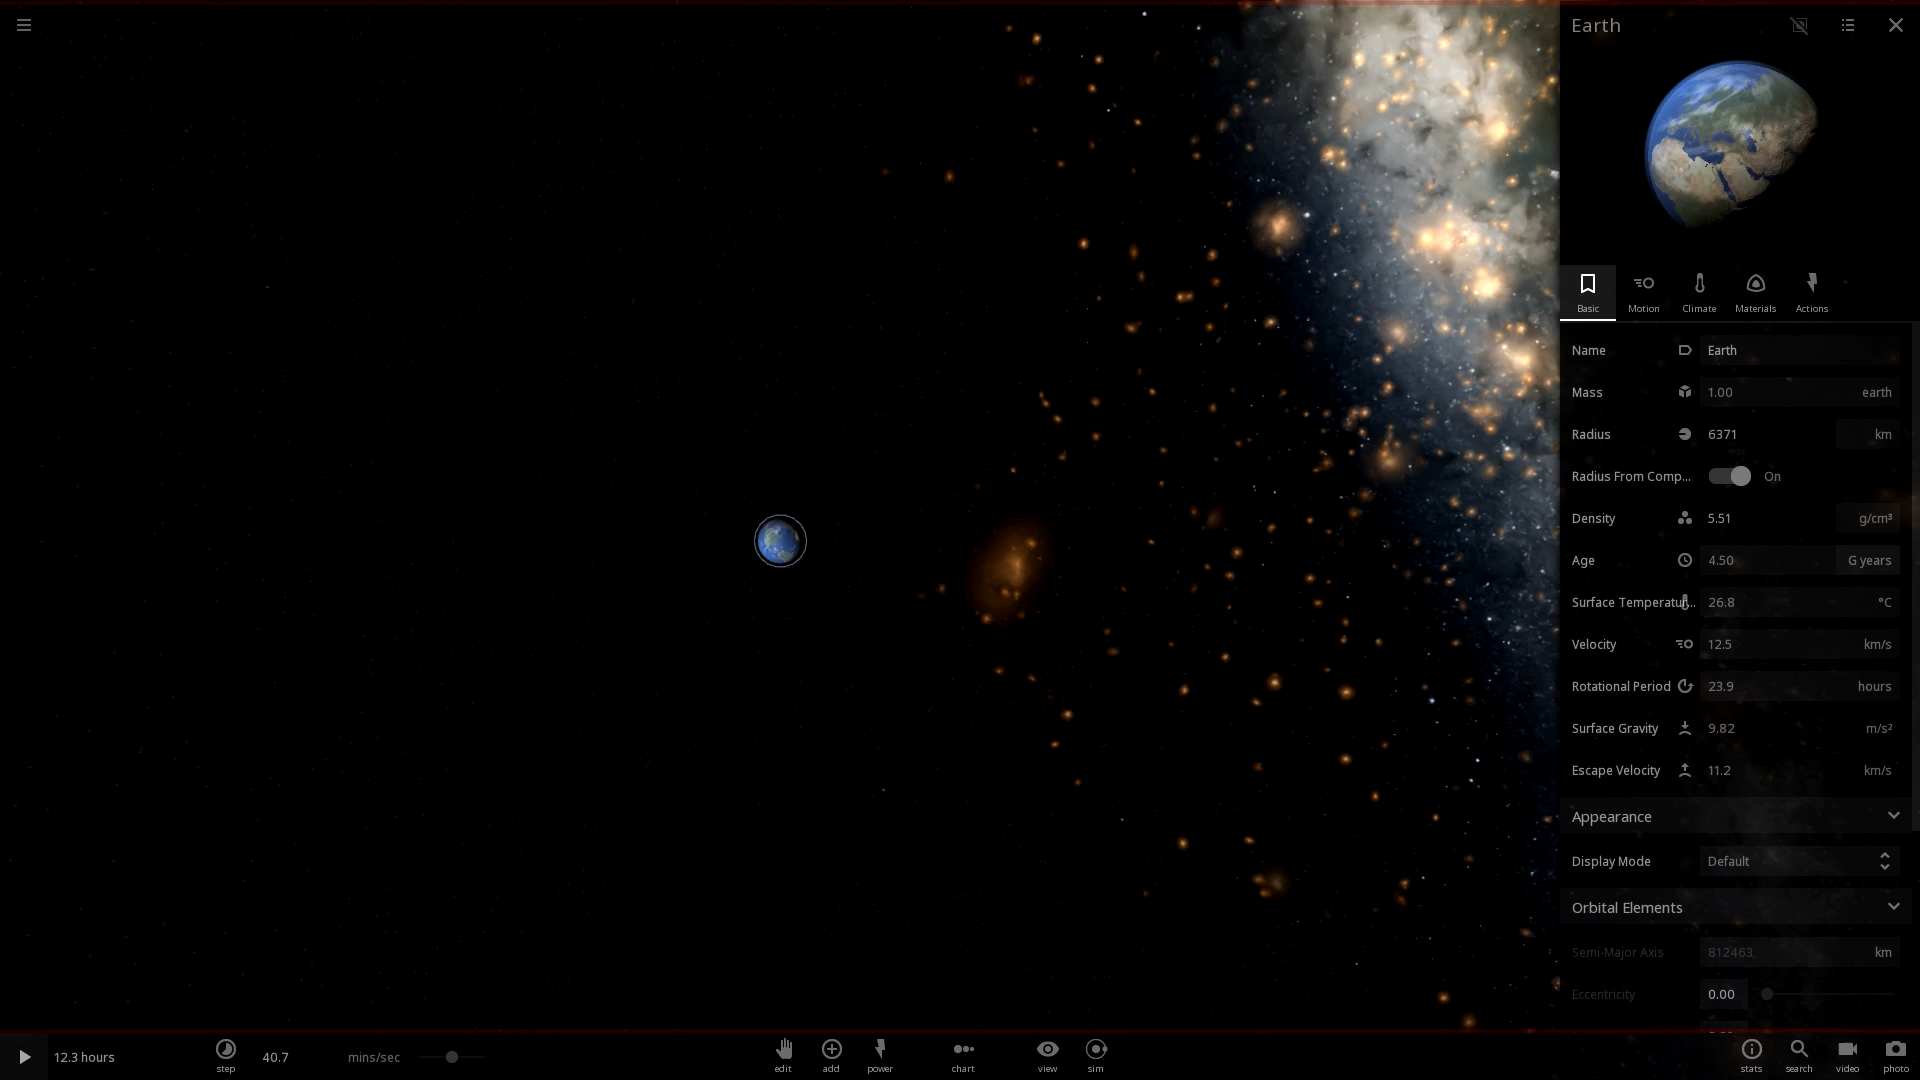 Earth
Basic
Motion
Climate
Materials
Actions
Name Earth
Mass 1.00 earth
Radius 6371 km
Radius From Comp... On
Density 5.51 g/cm³
Age 4.50 G years
Surface Temperatur... 26.8 °C
Velocity 12.5 km/s
Rotational Period 23.9 hours
Surface Gravity 9.82 m/s²
Escape Velocity 11.2 km/s
Appearance
Display Mode Default
Orbital Elements
Semi-Major Axis 812463 km
Eccentricity 0.00
12.3 hours
step
40.7 mins/sec
edit
add
power
chart
view
sim
stats
search
video
photo